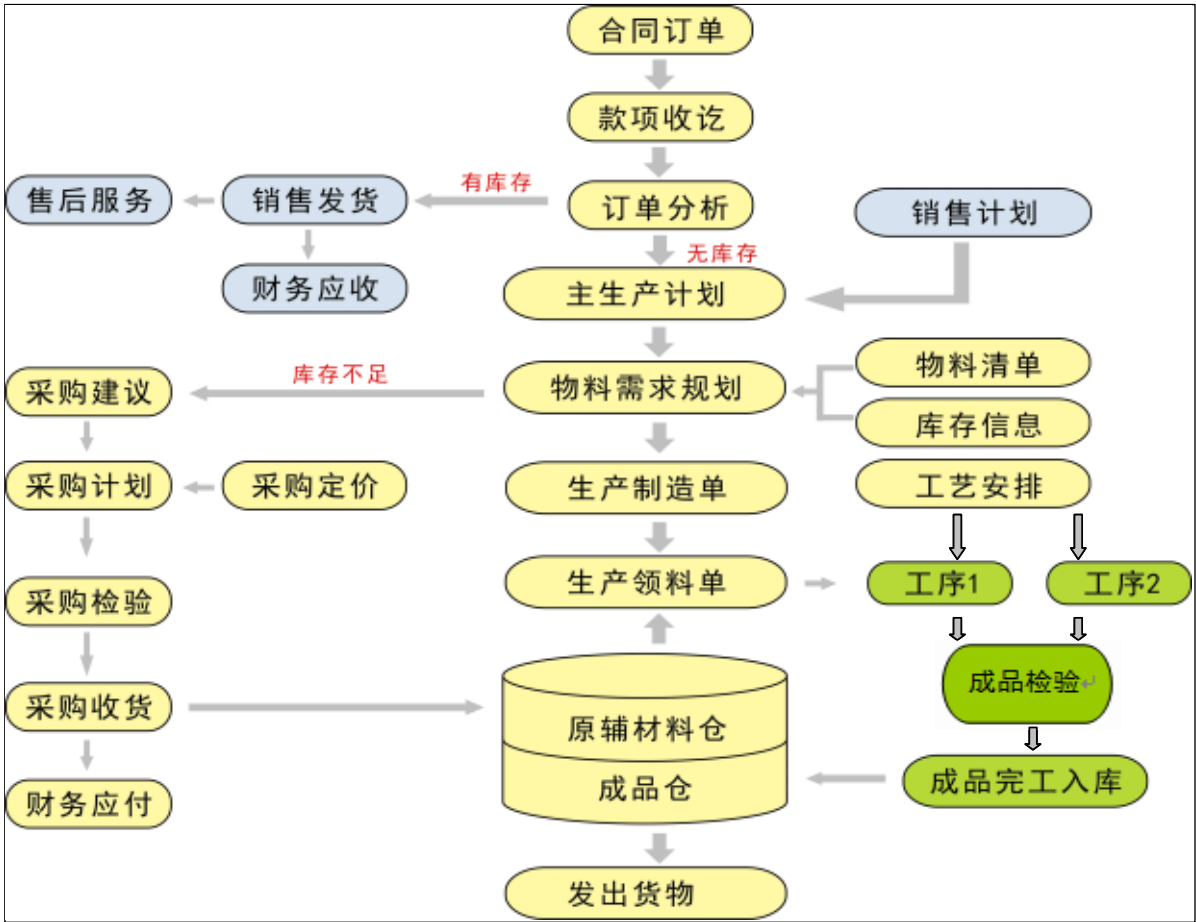 合同订单
款项收讫
有库存
售后服务
销售发货
订单分析
销售计划
无库存
财务应收
主生产计划
库存不足
物料清单
采购建议
物料需求规划
库存信息
采购计划
采购定价
生产制造单
工艺安排
采购检验
生产领料单
工序1
工序2
成品检验
采购收货
原辅材料仓
成品仓
成品完工入库
财务应付
发出货物